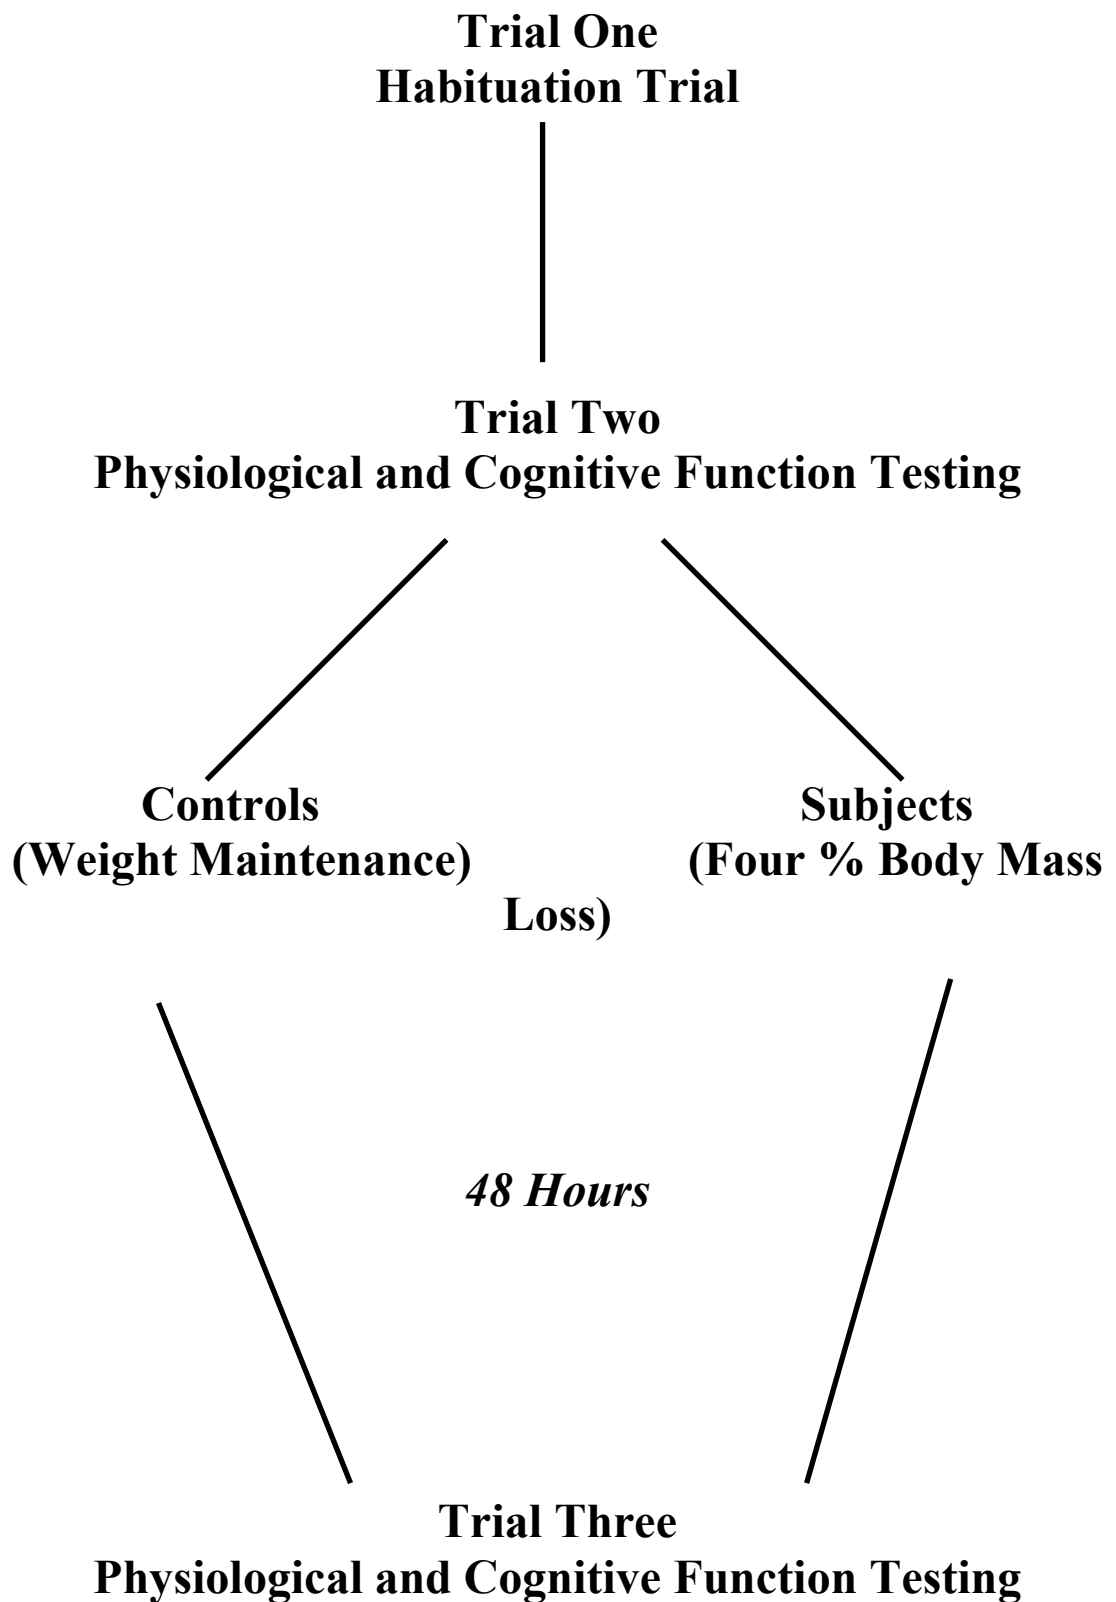 Trial One
Habituation Trial
Trial Two
Physiological and Cognitive Function Testing
Controls Subjects
(Weight Maintenance) (Four % Body Mass
Loss)
48 Hours
Trial Three
Physiological and Cognitive Function Testing